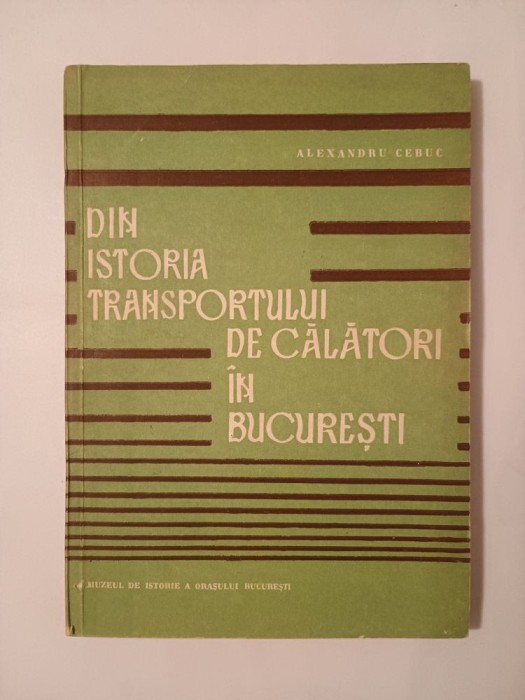 ALEXANDRU CEBUC
DIN
ISTORIA
TRANSPORTULUI
DE CĂLĂTORI
ÎN
BUCUREȘTI
MUZEUL DE ISTORIE A ORAȘULUI BUCUREȘTI